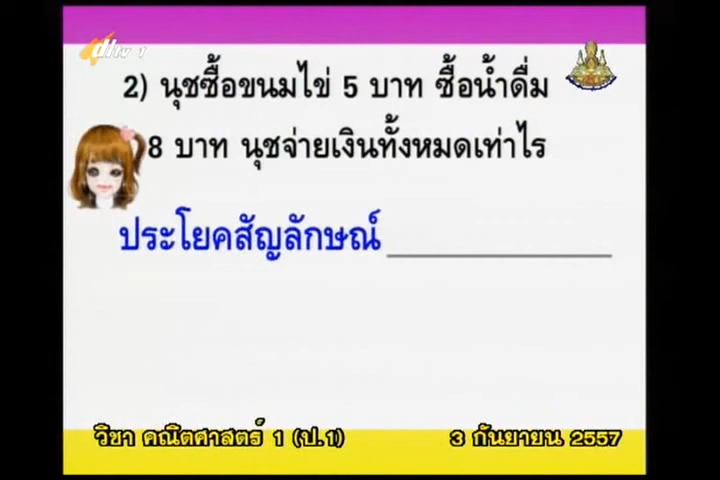 dltv 1
2) นุชซื้อขนมไข่ 5 บาท ซื้อน้ำดื่ม
8 บาท นุชจ่ายเงินทั้งหมดเท่าไร
ประโยคสัญลักษณ์
วิชา คณิตศาสตร์ 1 (ป.1) 3 กันยายน 2557